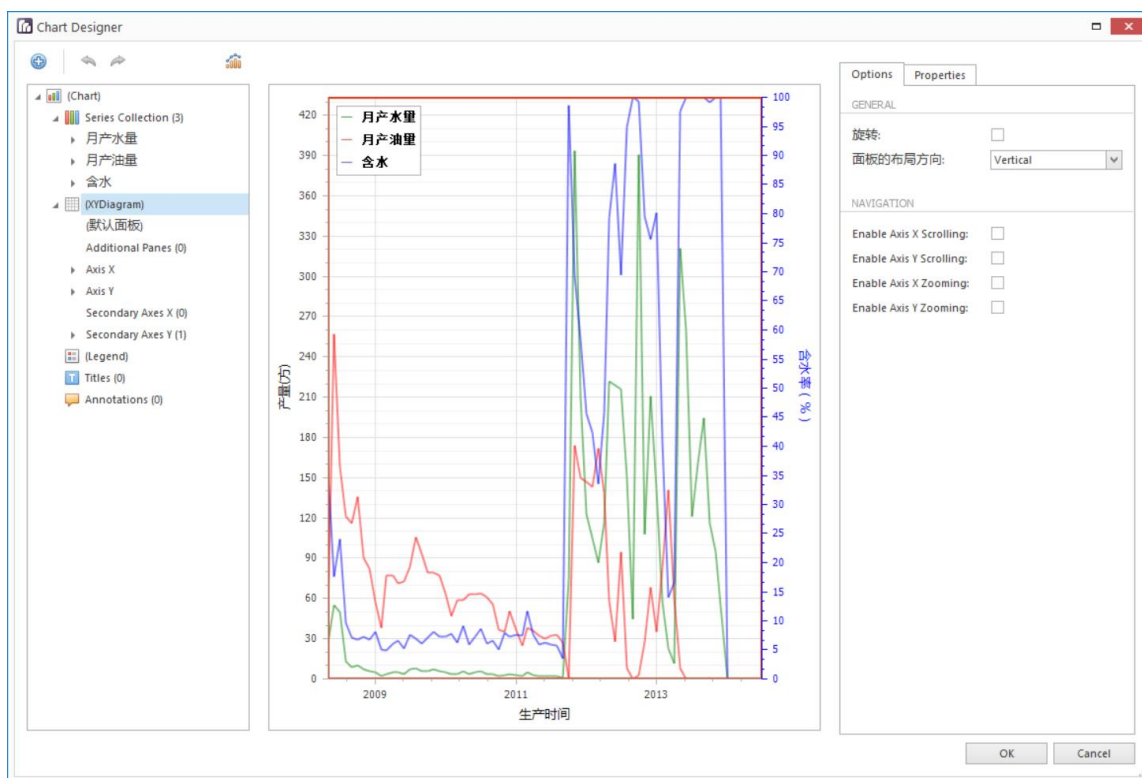 Chart Designer
(Chart)
Series Collection (3)
月产水量
月产油量
含水
(XYDiagram)
(默认面板)
Additional Panes (0)
Axis X
Axis Y
Secondary Axes X (0)
Secondary Axes Y (1)
(Legend)
Titles (0)
Annotations (0)
月产水量
月产油量
含水
420
390
360
330
300
270
240
210
180
150
120
90
60
30
0
产量(方)
2009
2011
2013
生产时间
100
95
90
85
80
75
70
65
60
55
50
45
40
35
30
25
20
15
10
5
0
含水率(%)
Options
Properties
GENERAL
旋转:
面板的布局方向:
Vertical
NAVIGATION
Enable Axis X Scrolling:
Enable Axis Y Scrolling:
Enable Axis X Zooming:
Enable Axis Y Zooming:
OK
Cancel